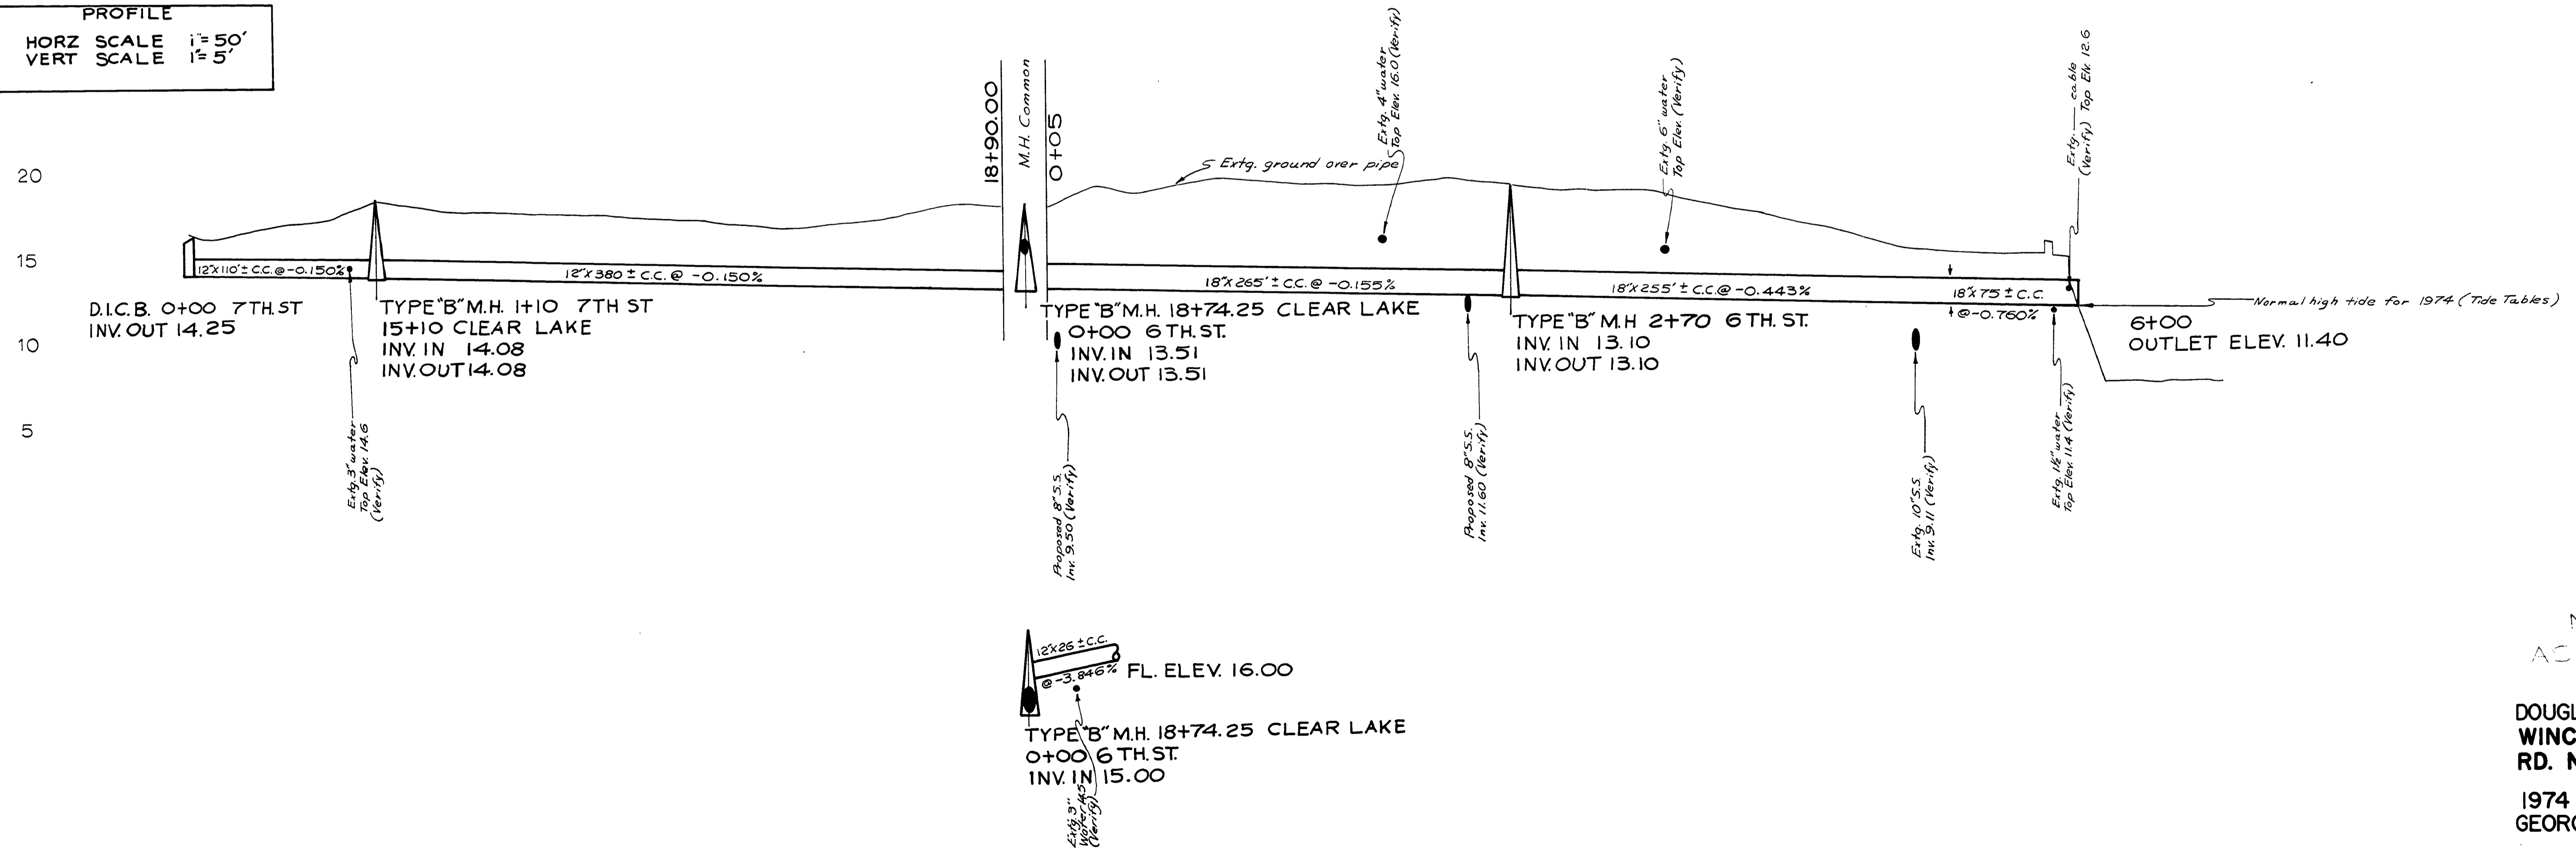 PROFILE
HORZ SCALE 1"=50'
VERT SCALE 1"=5'
20
15
10
5
18+90.00
M.H. Common
0+05
Extg. ground over pipe
Extg. 4" water
Top Elev. 16.0 (Verify)
Extg. 6" water
Top Elev. (Verify)
Extg. — cable
(Verify) Top Elv. 12.6
12"X110'± C.C.@-0.150%
12"X380± C.C.@ -0.150%
18"X265'± C.C.@ -0.155%
18"X255'± C.C.@-0.443%
18"X75± C.C.
@-0.760%
Normal high tide for 1974 (Tide Tables)
D.I.C.B. 0+00 7TH.ST
INV. OUT 14.25
TYPE"B"M.H. 1+10 7TH ST
15+10 CLEAR LAKE
INV. IN 14.08
INV.OUT 14.08
TYPE"B"M.H. 18+74.25 CLEAR LAKE
0+00 6TH.ST.
INV. IN 13.51
INV. OUT 13.51
TYPE"B"M.H 2+70 6TH.ST.
INV. IN 13.10
INV. OUT 13.10
6+00
OUTLET ELEV. 11.40
Extg. 3" water
Top Elev. 14.6
(Verify)
Proposed 8" S.S.
Inv. 9.50 (Verify)
Proposed 8" S.S.
Inv. 11.60 (Verify)
Extg. 10" S.S.
Inv. 9.11 (Verify)
Extg. 1½" water
Top Elev. 11.4 (Verify)
12"X26± C.C.
@-3.846%
FL. ELEV. 16.00
TYPE"B"M.H. 18+74.25 CLEAR LAKE
0+00 6TH.ST.
INV. IN 15.00
Extg. 3"
Water 14.5
(Verify)
AC
DOUGL
WINC
RD. N
1974
GEORG